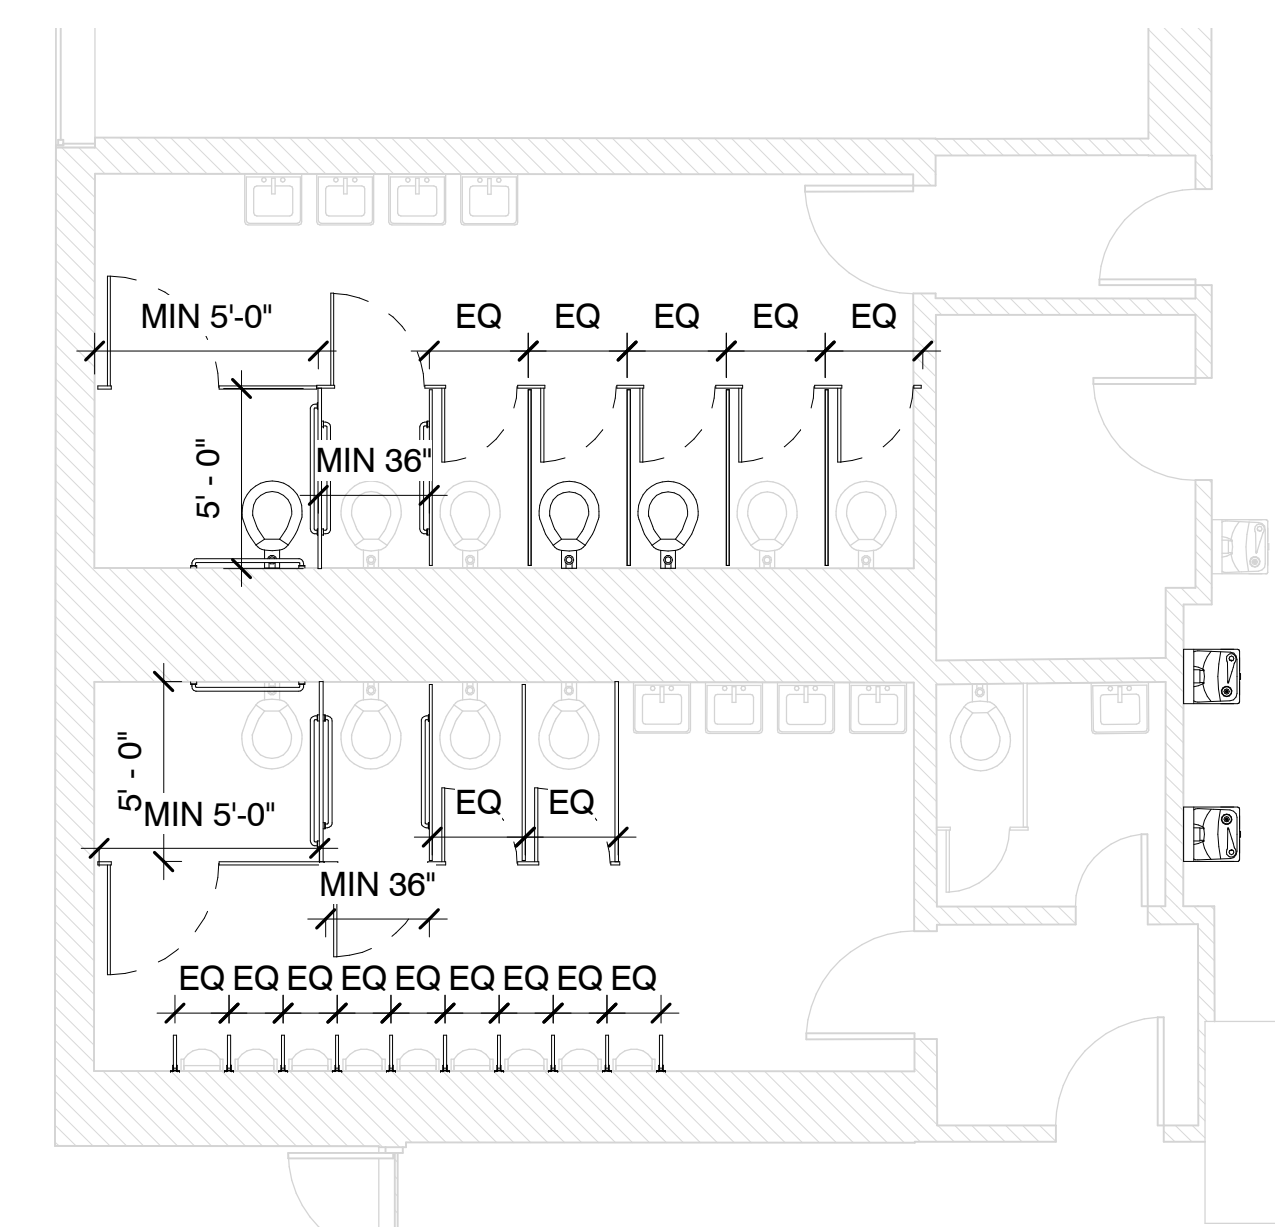 MIN 5'-0" EQ EQ EQ EQ EQ
5' - 0"
MIN 36"
5' - 0"
MIN 5'-0"
EQ EQ
MIN 36"
EQ EQ EQ EQ EQ EQ EQ EQ EQ